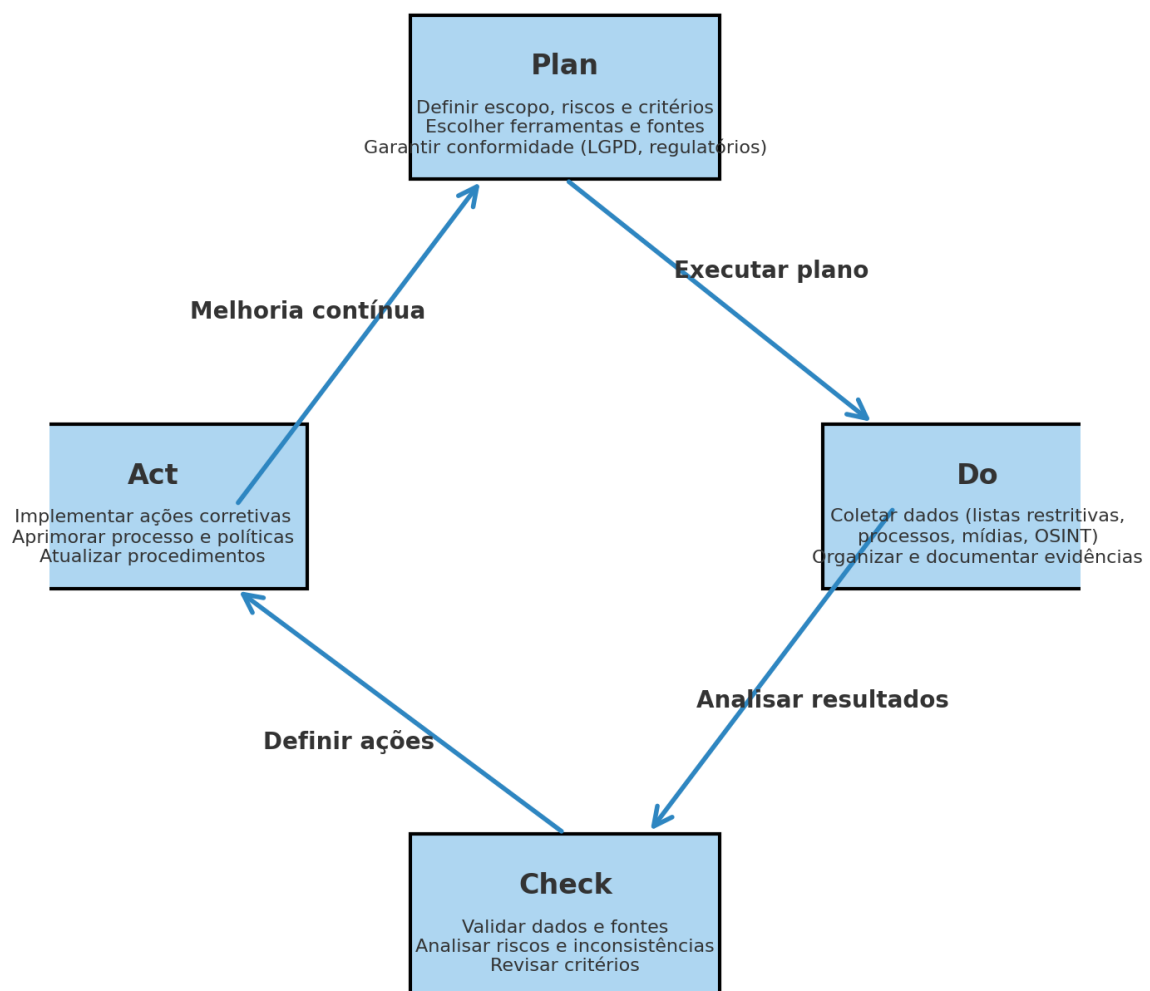 Plan
Definir escopo, riscos e critérios
Escolher ferramentas e fontes
Garantir conformidade (LGPD, regulatórios)
Executar plano
Melhoria contínua
Act
Implementar ações corretivas
Aprimorar processo e políticas
Atualizar procedimentos
Do
Coletar dados (listas restritivas,
processos, mídias, OSINT)
Organizar e documentar evidências
Analisar resultados
Definir ações
Check
Validar dados e fontes
Analisar riscos e inconsistências
Revisar critérios